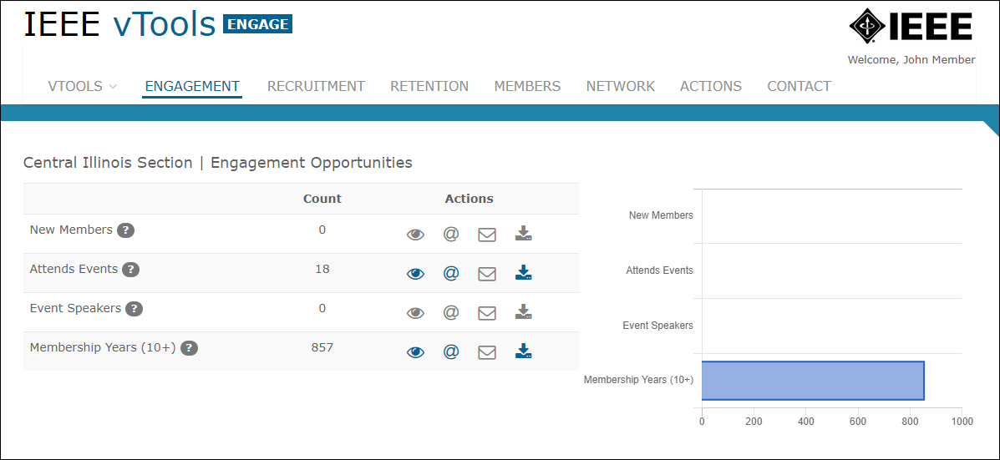 IEEE vTools ENGAGE
IEEE
Welcome, John Member
VTOOLS ENGAGEMENT RECRUITMENT RETENTION MEMBERS NETWORK ACTIONS CONTACT
Central Illinois Section | Engagement Opportunities
Count Actions
New Members ? 0 @
Attends Events ? 18 @
Event Speakers ? 0 @
Membership Years (10+) ? 857 @
New Members
Attends Events
Event Speakers
Membership Years (10+)
0 200 400 600 800 1000